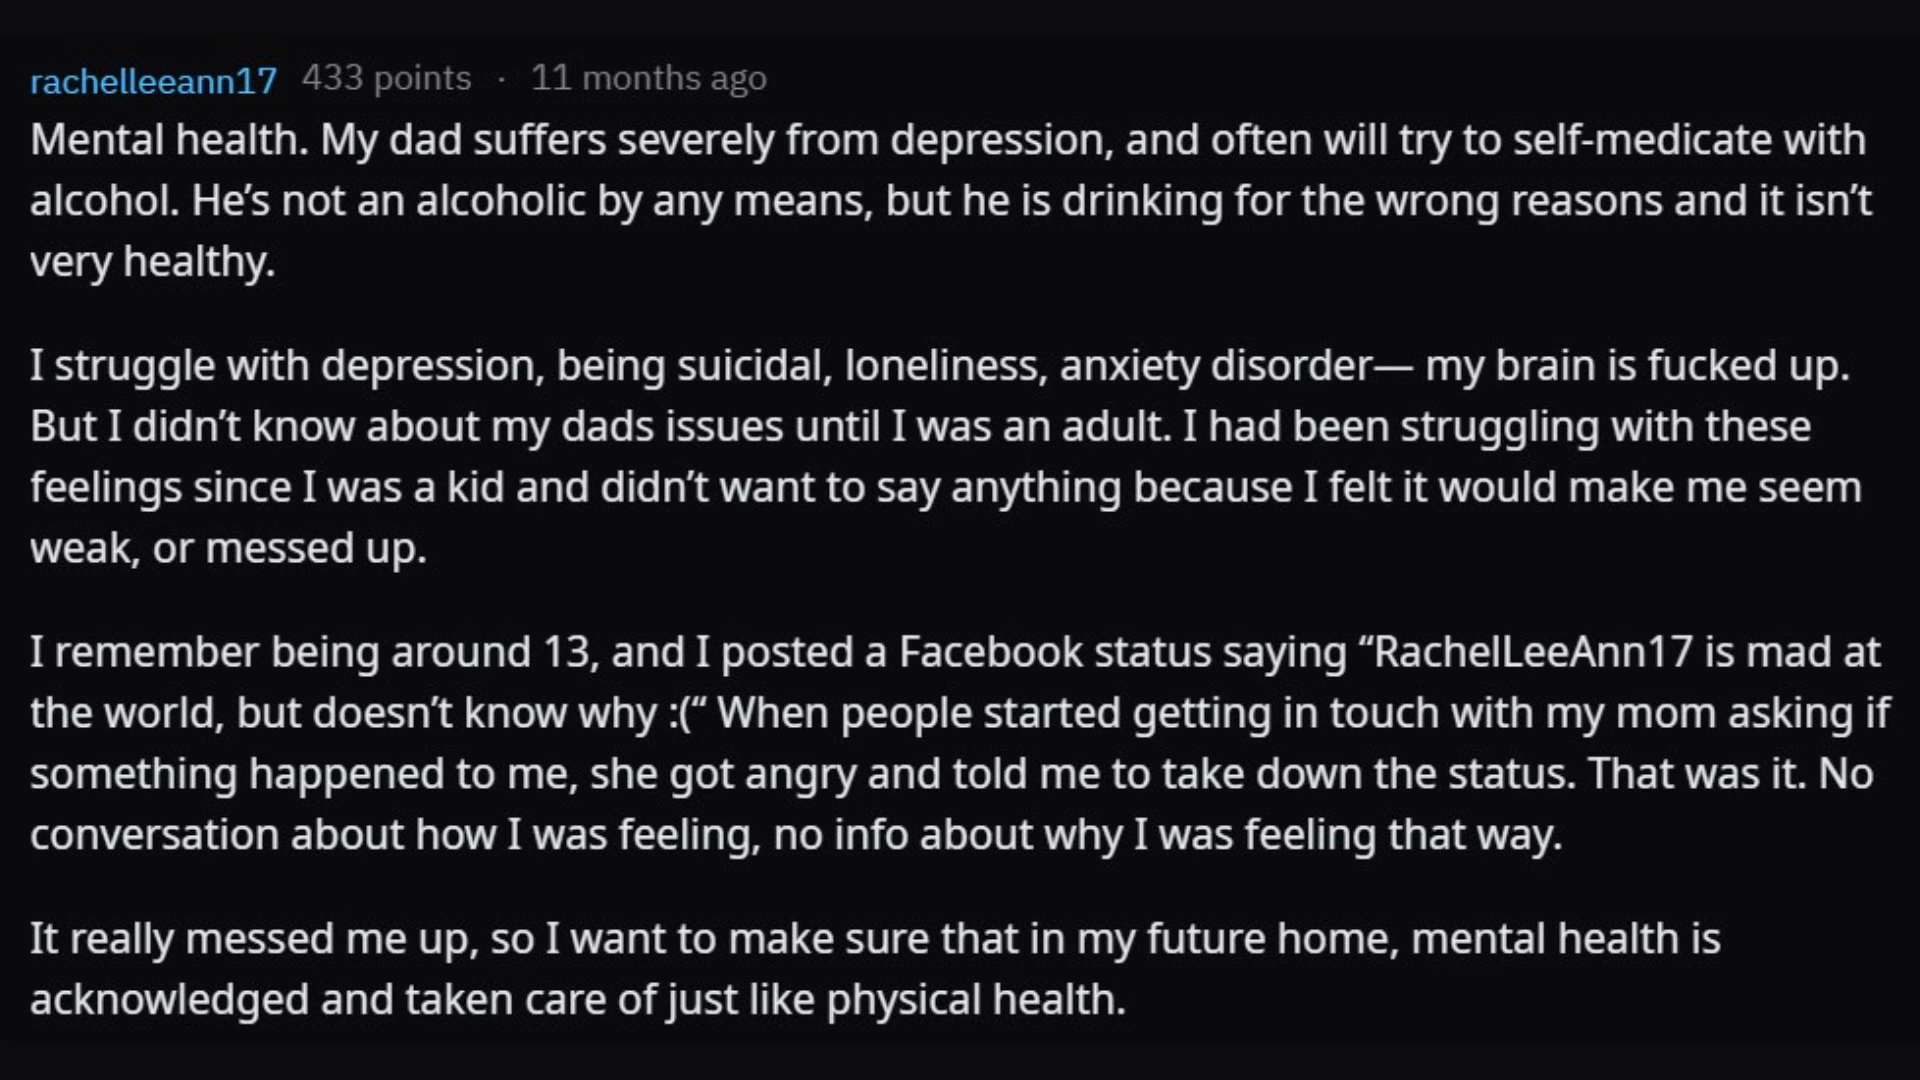 rachelleeann17 433 points · 11 months ago
Mental health. My dad suffers severely from depression, and often will try to self-medicate with
alcohol. He’s not an alcoholic by any means, but he is drinking for the wrong reasons and it isn’t
very healthy.
I struggle with depression, being suicidal, loneliness, anxiety disorder— my brain is fucked up.
But I didn’t know about my dads issues until I was an adult. I had been struggling with these
feelings since I was a kid and didn’t want to say anything because I felt it would make me seem
weak, or messed up.
I remember being around 13, and I posted a Facebook status saying “RachelLeeAnn17 is mad at
the world, but doesn’t know why :(“ When people started getting in touch with my mom asking if
something happened to me, she got angry and told me to take down the status. That was it. No
conversation about how I was feeling, no info about why I was feeling that way.
It really messed me up, so I want to make sure that in my future home, mental health is
acknowledged and taken care of just like physical health.